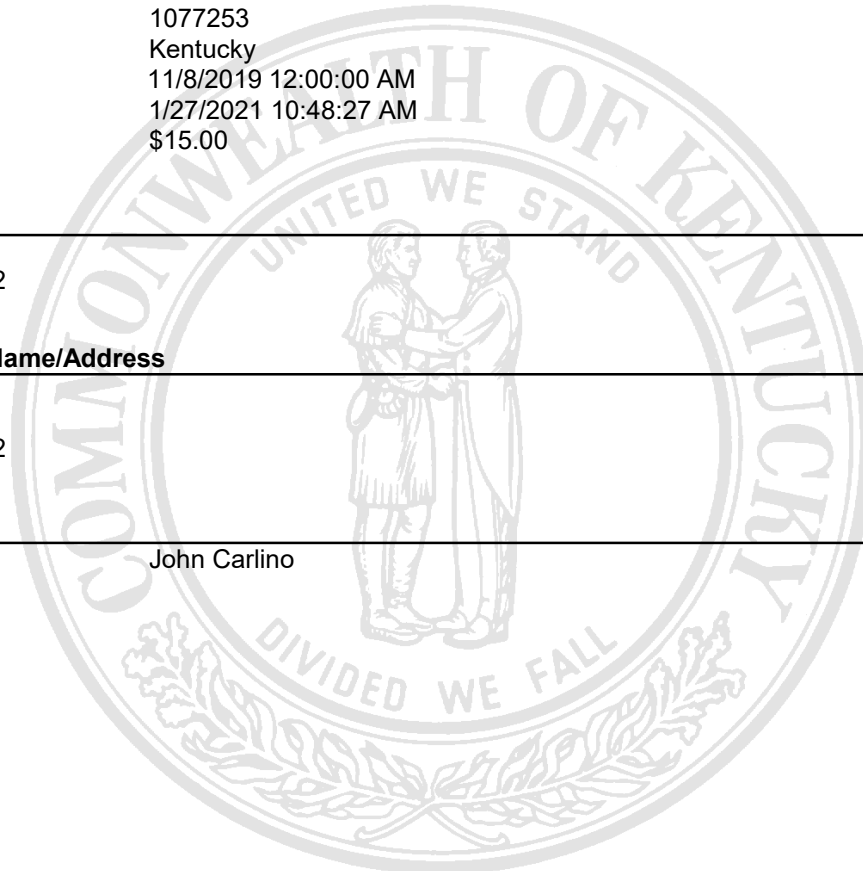 1077253
Kentucky
11/8/2019 12:00:00 AM
1/27/2021 10:48:27 AM
$15.00
COMMONWEALTH OF KENTUCKY
UNITED WE STAND
2
lame/Address
2
John Carlino
DIVIDED WE FALL